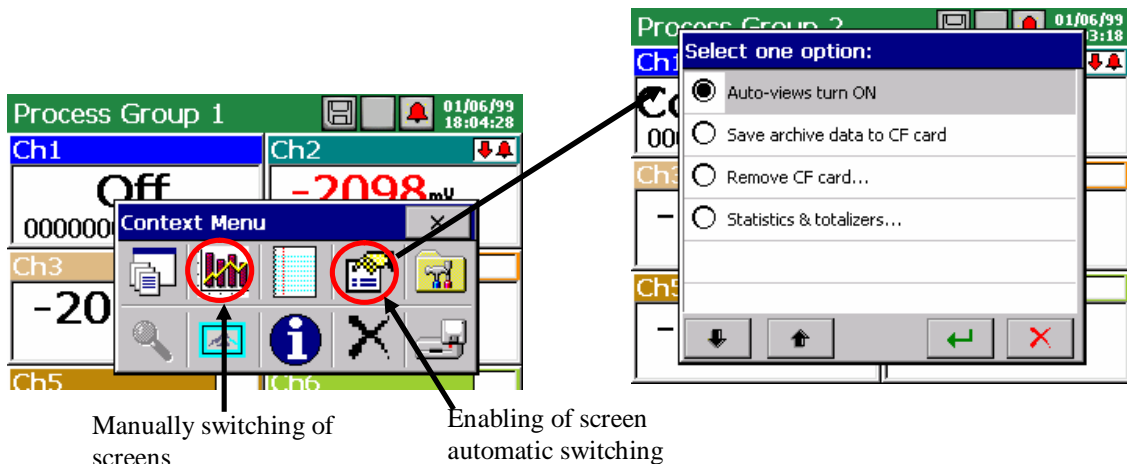 Process Group 1
01/06/99
18:04:28
Ch1
Ch2
Off
-2098 mV
Context Menu
Ch3
-20
Ch5
Ch6
Manually switching of
screens
Enabling of screen
automatic switching
Process Group 2
01/06/99
3:18
Select one option:
Auto-views turn ON
Save archive data to CF card
Remove CF card...
Statistics & totalizers...